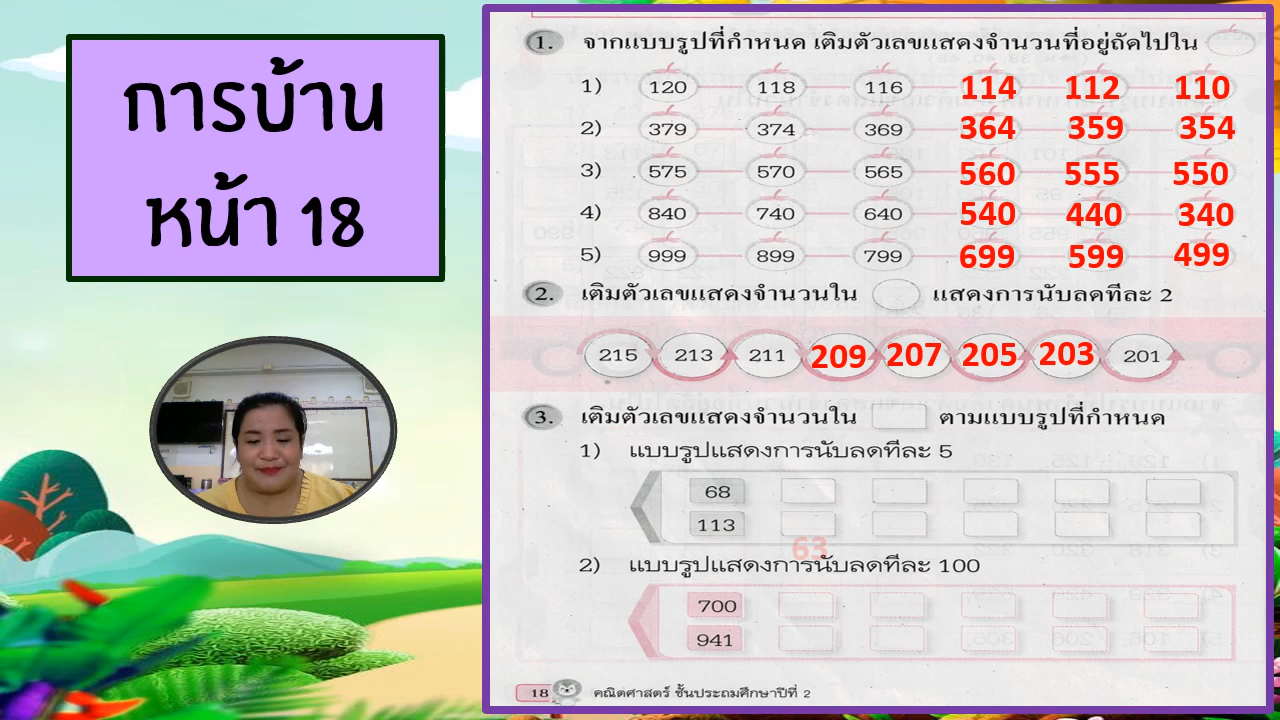 การบ้าน
หน้า 18
1. จากแบบรูปที่กำหนด เติมตัวเลขแสดงจำนวนที่อยู่ถัดไปใน
1) 120 118 116 114 112 110
2) 379 374 369 364 359 354
3) 575 570 565 560 555 550
4) 840 740 640 540 440 340
5) 999 899 799 699 599 499
2. เติมตัวเลขแสดงจำนวนใน แสดงการนับลดทีละ 2
215 213 211 209 207 205 203 201
3. เติมตัวเลขแสดงจำนวนใน ตามแบบรูปที่กำหนด
1) แบบรูปแสดงการนับลดทีละ 5
68
113
63
2) แบบรูปแสดงการนับลดทีละ 100
700
941
18 คณิตศาสตร์ ชั้นประถมศึกษาปีที่ 2